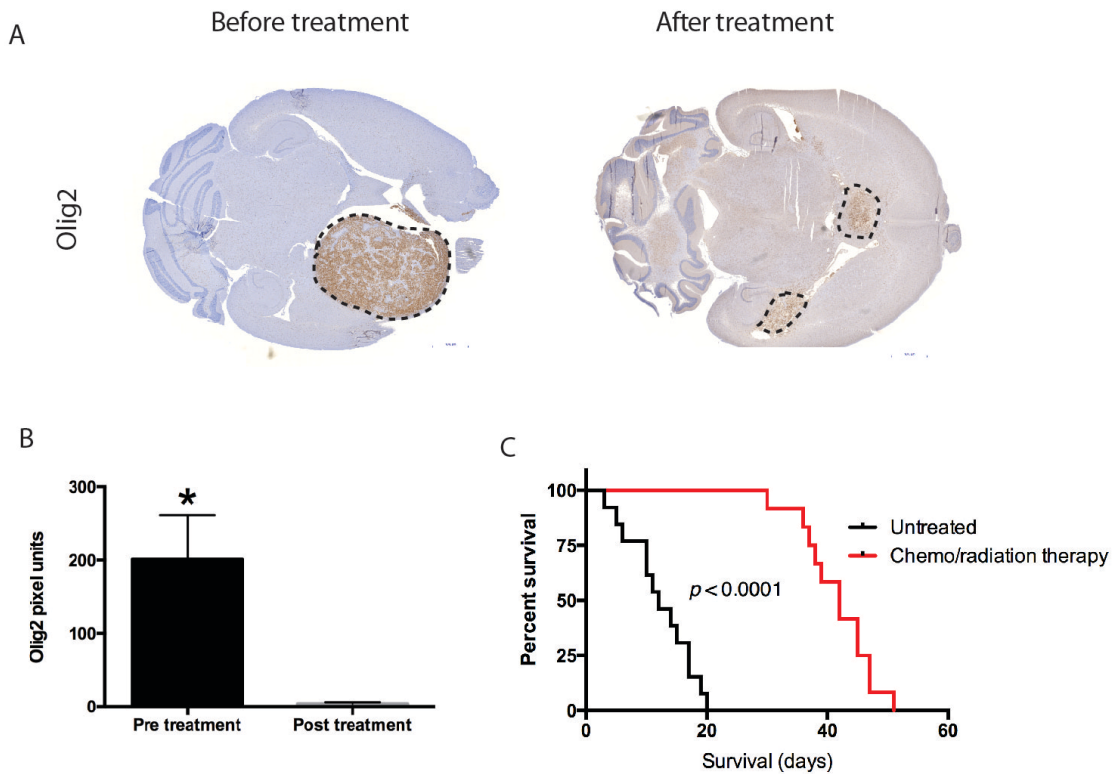 Before treatment
After treatment
A
Olig2
B
300
200
100
0
Olig2 pixel units
*
Pre treatment
Post treatment
C
100
75
50
25
0
Percent survival
p < 0.0001
Untreated
Chemo/radiation therapy
0
20
40
60
Survival (days)